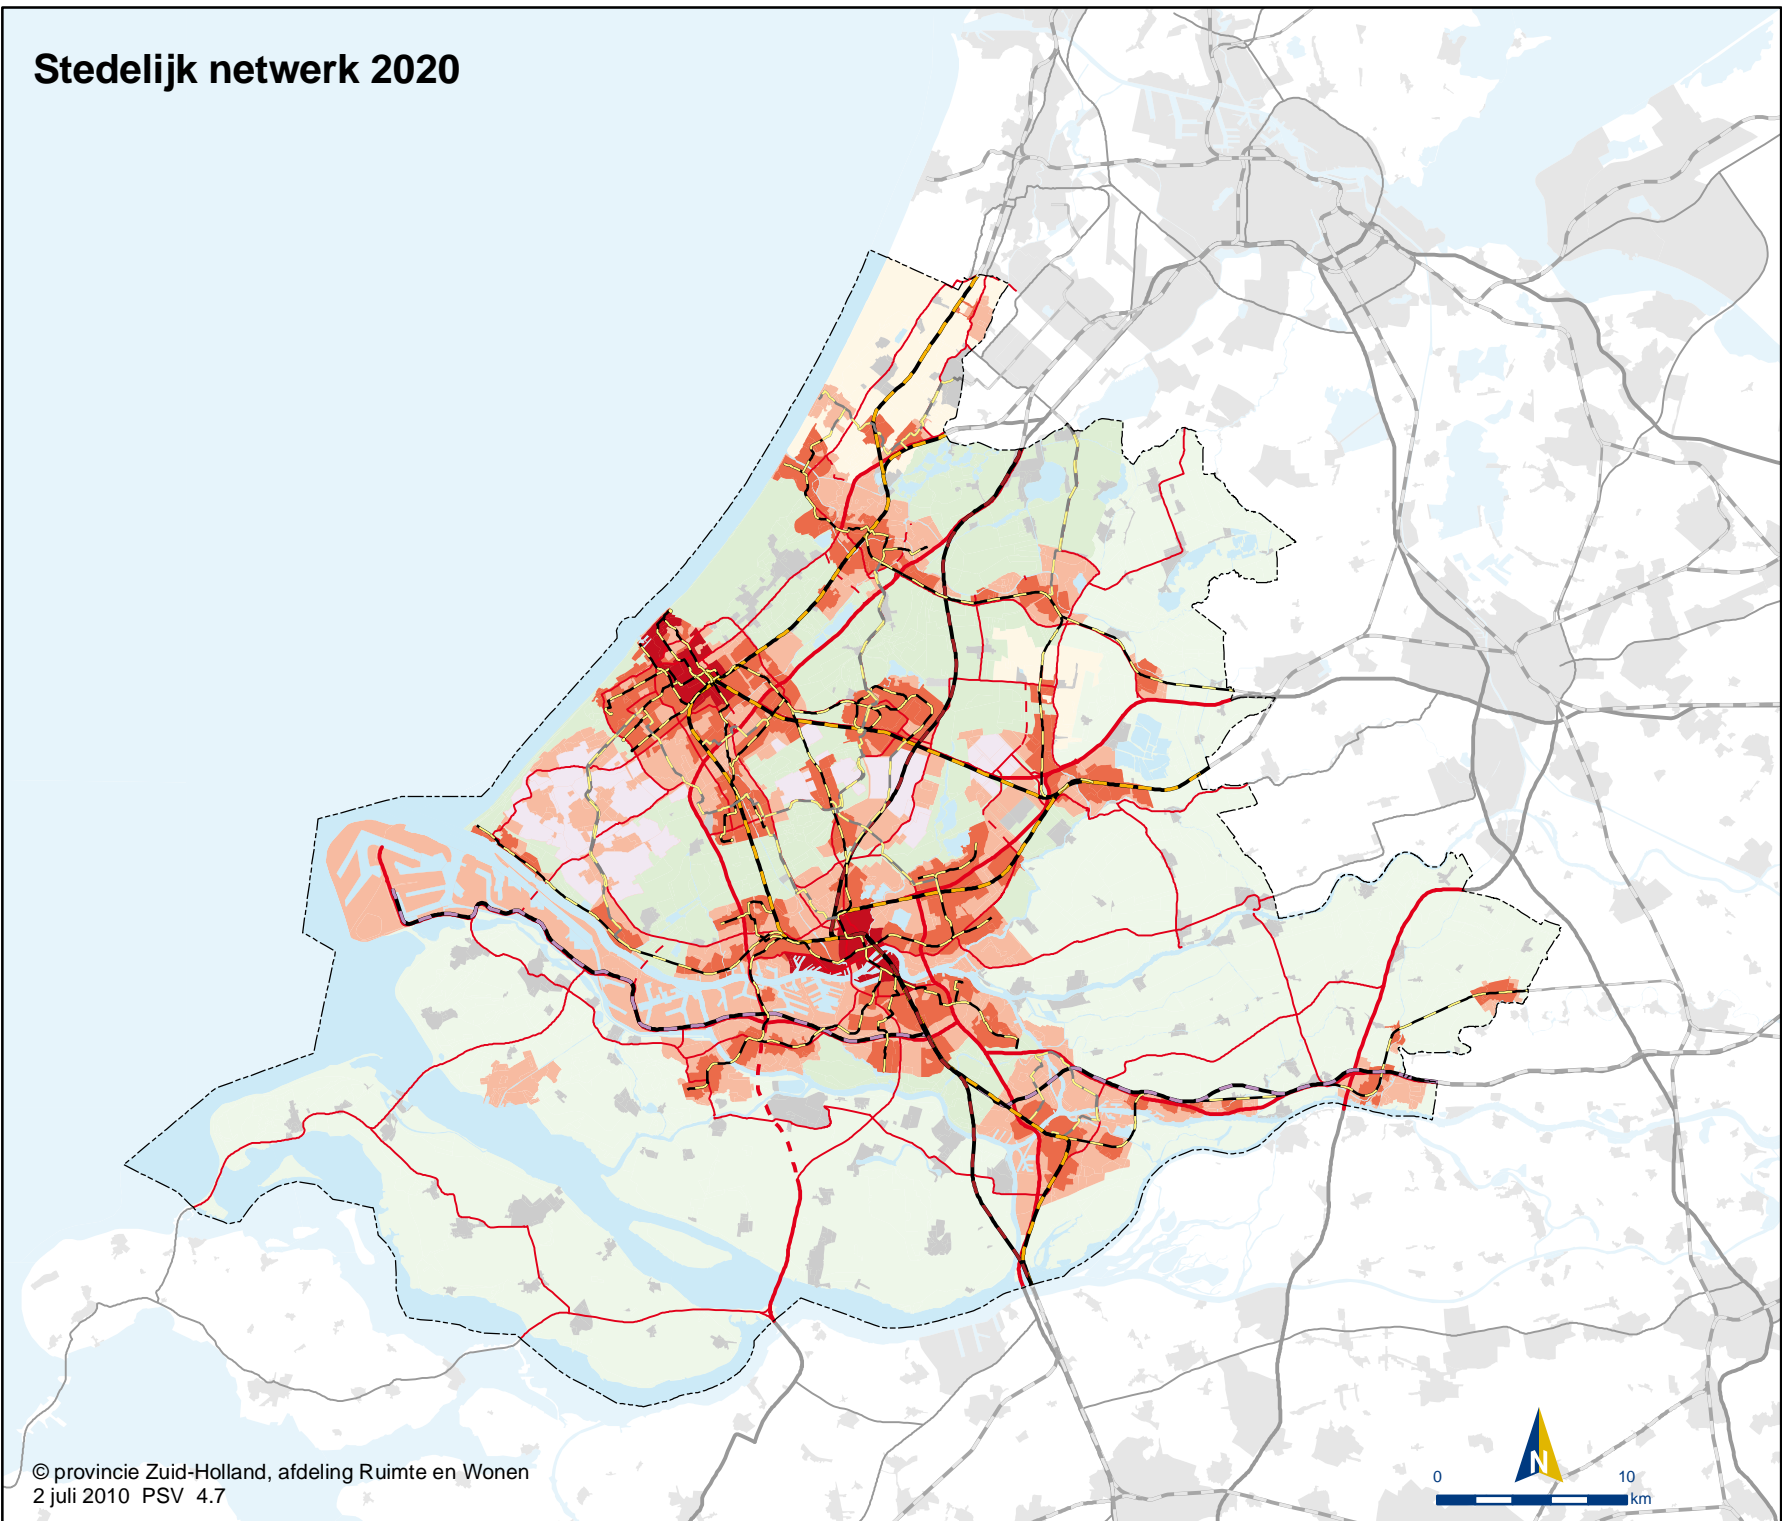 Stedelijk netwerk 2020
© provincie Zuid-Holland, afdeling Ruimte en Wonen
2 juli 2010 PSV 4.7
N
0 10
km